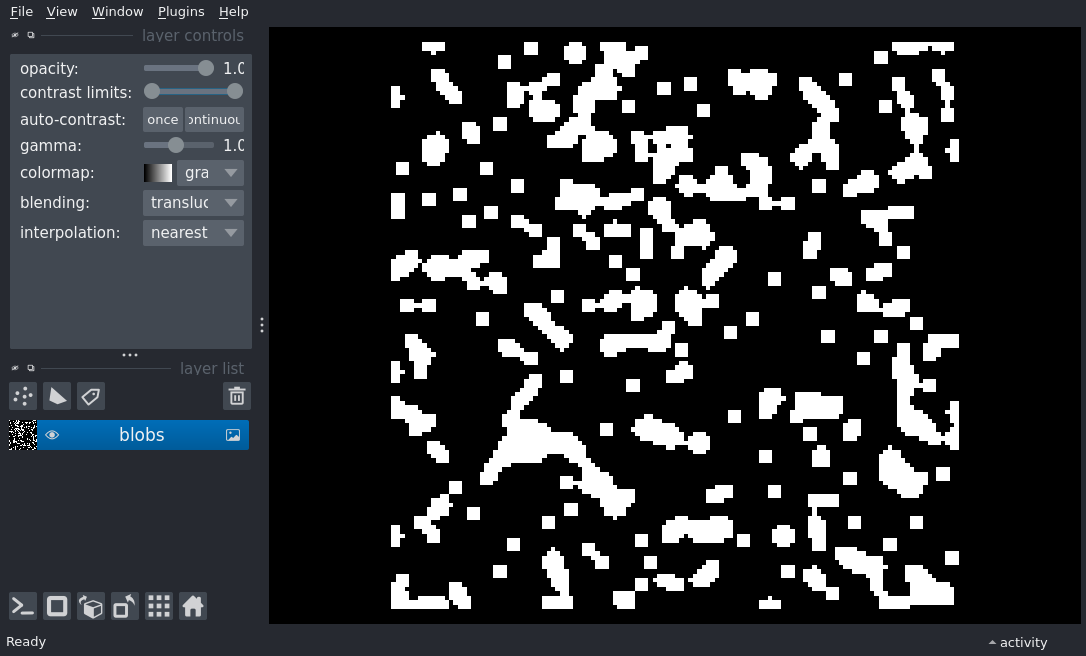 File View Window Plugins Help
layer controls
opacity: 1.0
contrast limits:
auto-contrast: once ontinuou
gamma: 1.0
colormap: gra
blending: transluc
interpolation: nearest
layer list
blobs
Ready activity